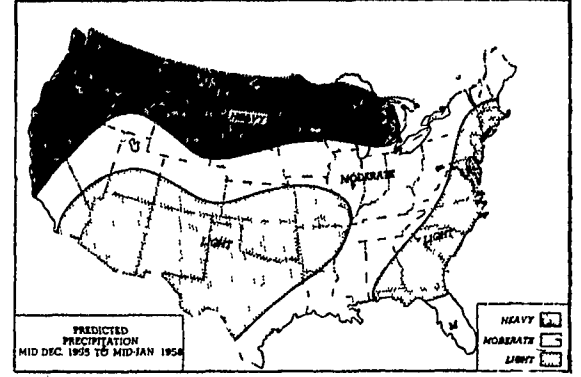 HEAVY
MODERATE
LIGHT
LIGHT
M
PREDICTED
PRECIPITATION
MID DEC. 1955 TO MID-JAN 1956
HEAVY
MODERATE
LIGHT